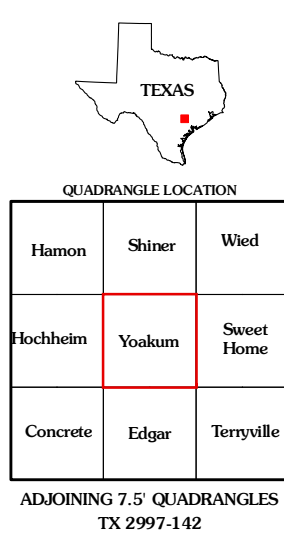 TEXAS
QUADRANGLE LOCATION
Hamon
Shiner
Wied
Hochheim
Yoakum
Sweet
Home
Concrete
Edgar
Terryville
ADJOINING 7.5' QUADRANGLES
TX 2997-142